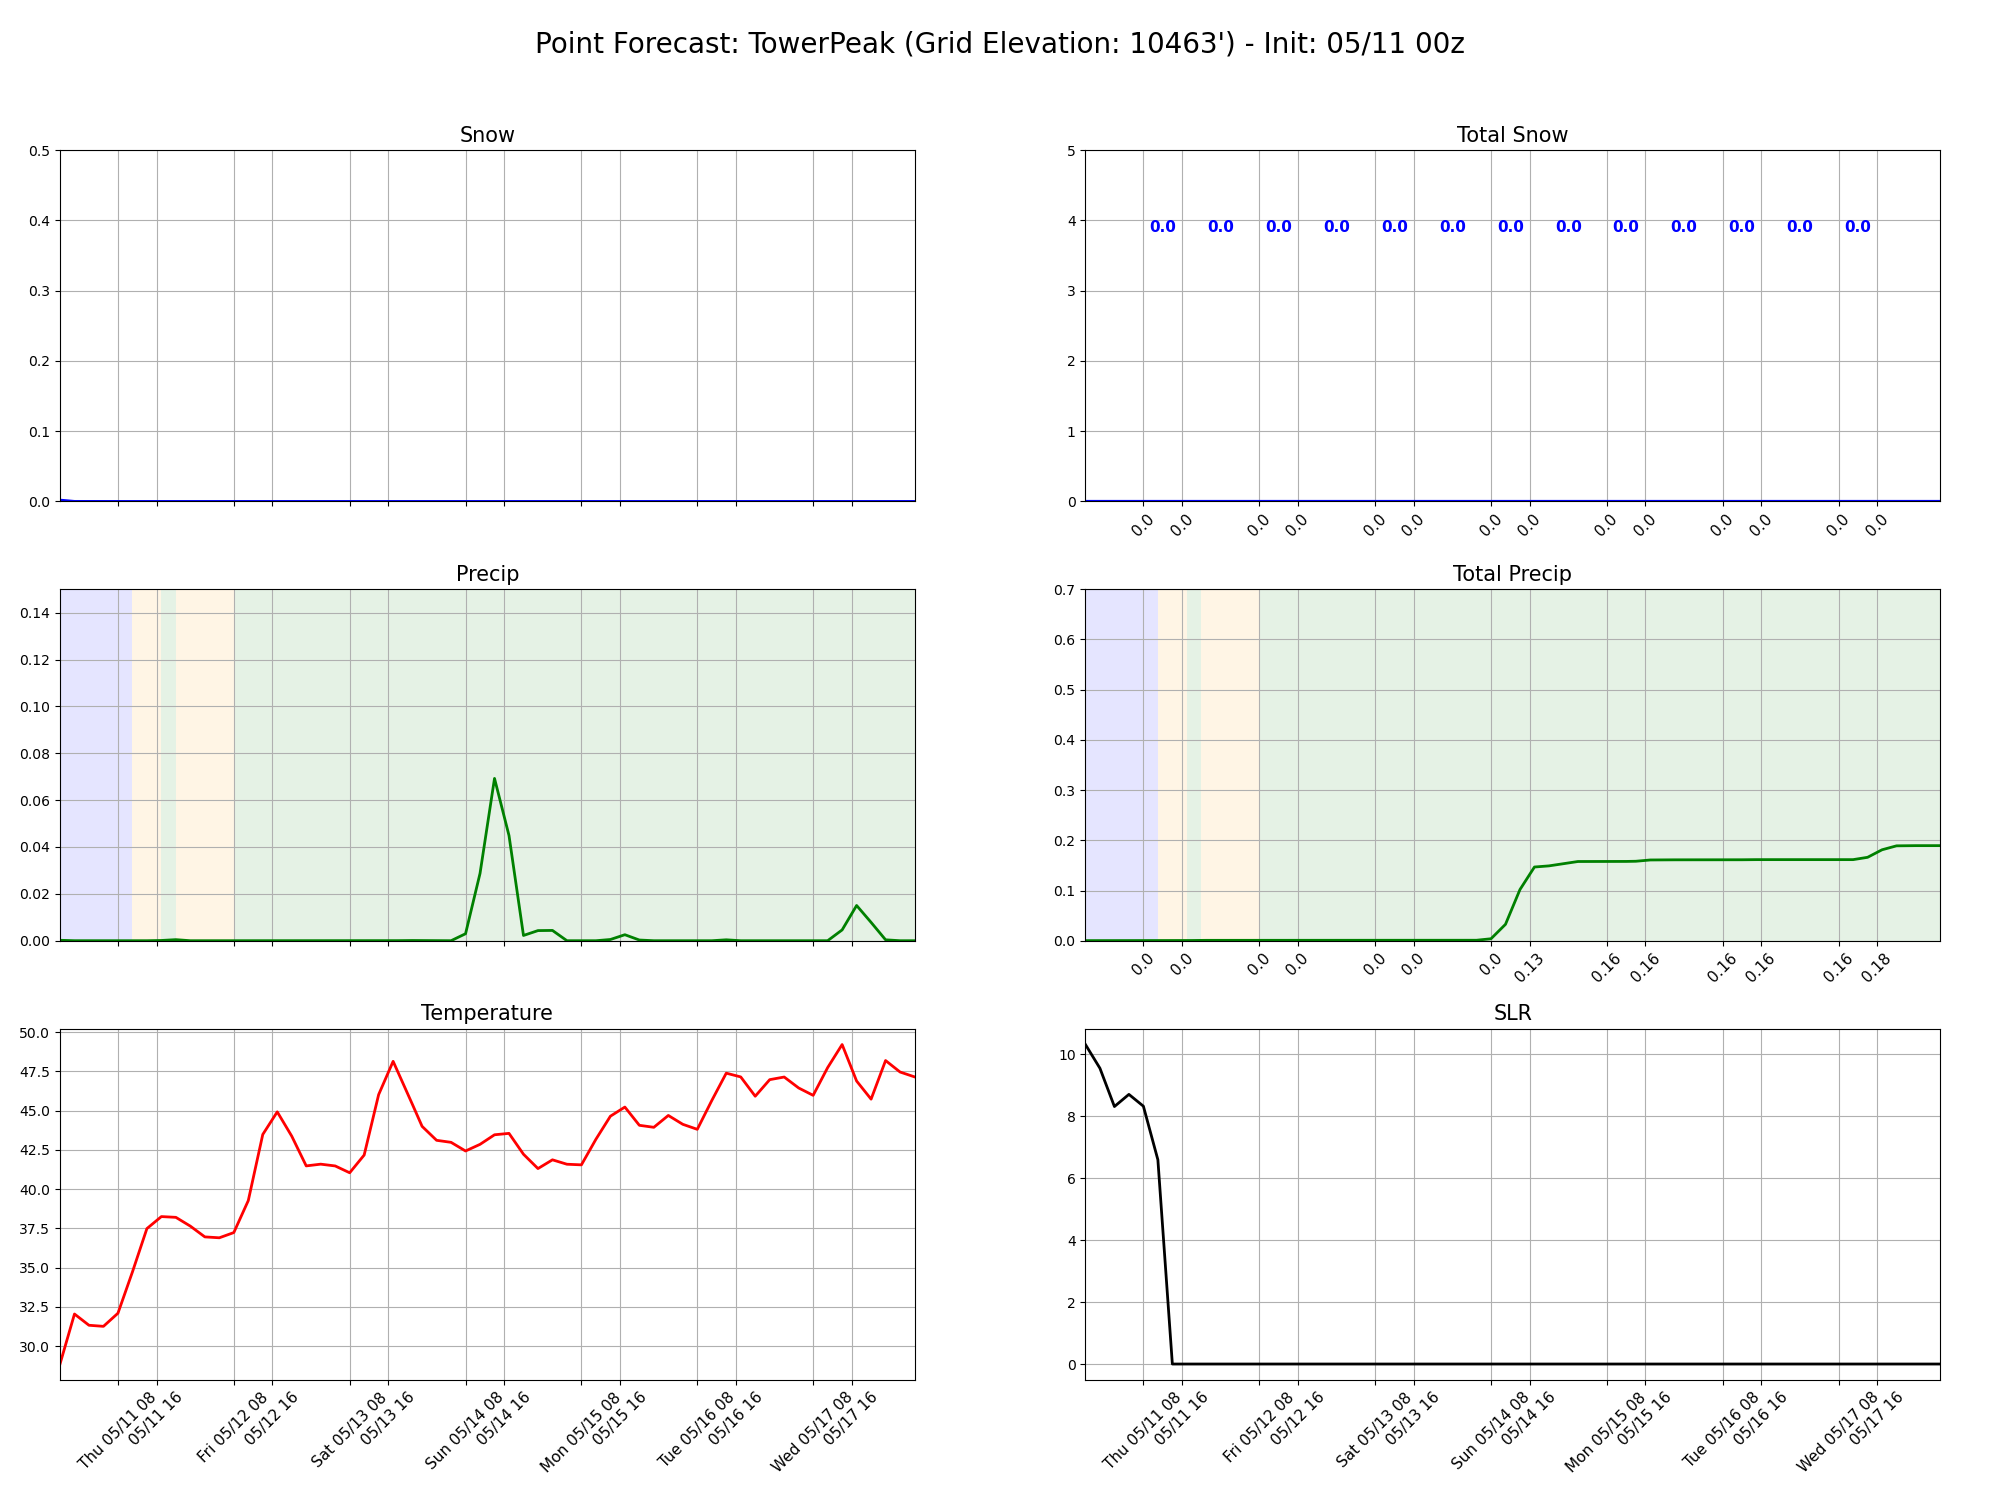 Point Forecast: TowerPeak (Grid Elevation: 10463') - Init: 05/11 00z
Snow
0.5
0.4
0.3
0.2
0.1
0.0
Total Snow
5
4
3
2
1
0
0.0 0.0 0.0 0.0 0.0 0.0 0.0 0.0 0.0 0.0 0.0 0.0 0.0
0.0 0.0 0.0 0.0 0.0 0.0 0.0 0.0 0.0 0.0 0.0 0.0 0.0 0.0
Precip
0.14
0.12
0.10
0.08
0.06
0.04
0.02
0.00
Total Precip
0.7
0.6
0.5
0.4
0.3
0.2
0.1
0.0
0.0 0.0 0.0 0.0 0.0 0.0 0.0 0.13 0.16 0.16 0.16 0.16 0.16 0.18
Temperature
50.0
47.5
45.0
42.5
40.0
37.5
35.0
32.5
30.0
Thu 05/11 08
05/11 16
Fri 05/12 08
05/12 16
Sat 05/13 08
05/13 16
Sun 05/14 08
05/14 16
Mon 05/15 08
05/15 16
Tue 05/16 08
05/16 16
Wed 05/17 08
05/17 16
SLR
10
8
6
4
2
0
Thu 05/11 08
05/11 16
Fri 05/12 08
05/12 16
Sat 05/13 08
05/13 16
Sun 05/14 08
05/14 16
Mon 05/15 08
05/15 16
Tue 05/16 08
05/16 16
Wed 05/17 08
05/17 16